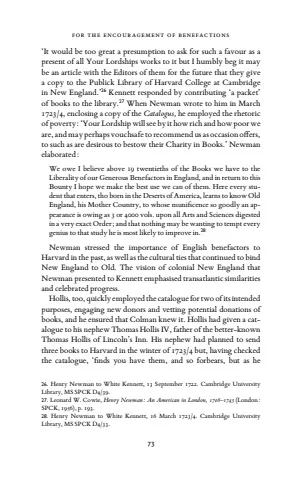 FOR THE ENCOURAGEMENT OF BENEFACTIONS
'It would be too great a presumption to ask for such a favour as a
present of all Your Lordships works to it but I humbly beg it may
be an article with the Editors of them for the future that they give
a copy to the Publick Library of Harvard College at Cambridge
in New England.'26 Kennett responded by contributing 'a packet'
of books to the library.27 When Newman wrote to him in March
1723/4, enclosing a copy of the Catalogus, he employed the rhetoric
of poverty: 'Your Lordship will see by it how rich and how poor we
are, and may perhaps vouchsafe to recommend us as occasion offers,
to such as are desirous to bestow their Charity in Books.' Newman
elaborated:
We owe I believe above 19 twentieths of the Books we have to the
Liberality of our Generous Benefactors in England, and in return to this
Bounty I hope we make the best use we can of them. Here every stu-
dent that enters, tho born in the Deserts of America, learns to know Old
England, his Mother Country, to whose munificence so goodly an ap-
pearance is owing as 3 or 4000 vols. upon all Arts and Sciences digested
in a very exact Order; and that nothing may be wanting to tempt every
genius to that study he is most likely to improve in.28
Newman stressed the importance of English benefactors to
Harvard in the past, as well as the cultural ties that continued to bind
New England to Old. The vision of colonial New England that
Newman presented to Kennett emphasised transatlantic similarities
and celebrated progress.
Hollis, too, quickly employed the catalogue for two of its intended
purposes, engaging new donors and vetting potential donations of
books, and he ensured that Colman knew it. Hollis had given a cat-
alogue to his nephew Thomas Hollis IV, father of the better-known
Thomas Hollis of Lincoln's Inn. His nephew had planned to send
three books to Harvard in the winter of 1723/4 but, having checked
the catalogue, 'finds you have them, and so forbears, but as he
26. Henry Newman to White Kennett, 13 September 1722. Cambridge University
Library, MS SPCK D4/39.
27. Leonard W. Cowie, Henry Newman: An American in London, 1708–1743 (London:
SPCK, 1956), p. 193.
28. Henry Newman to White Kennett, 16 March 1723/4. Cambridge University
Library, MS SPCK D4/33.
73